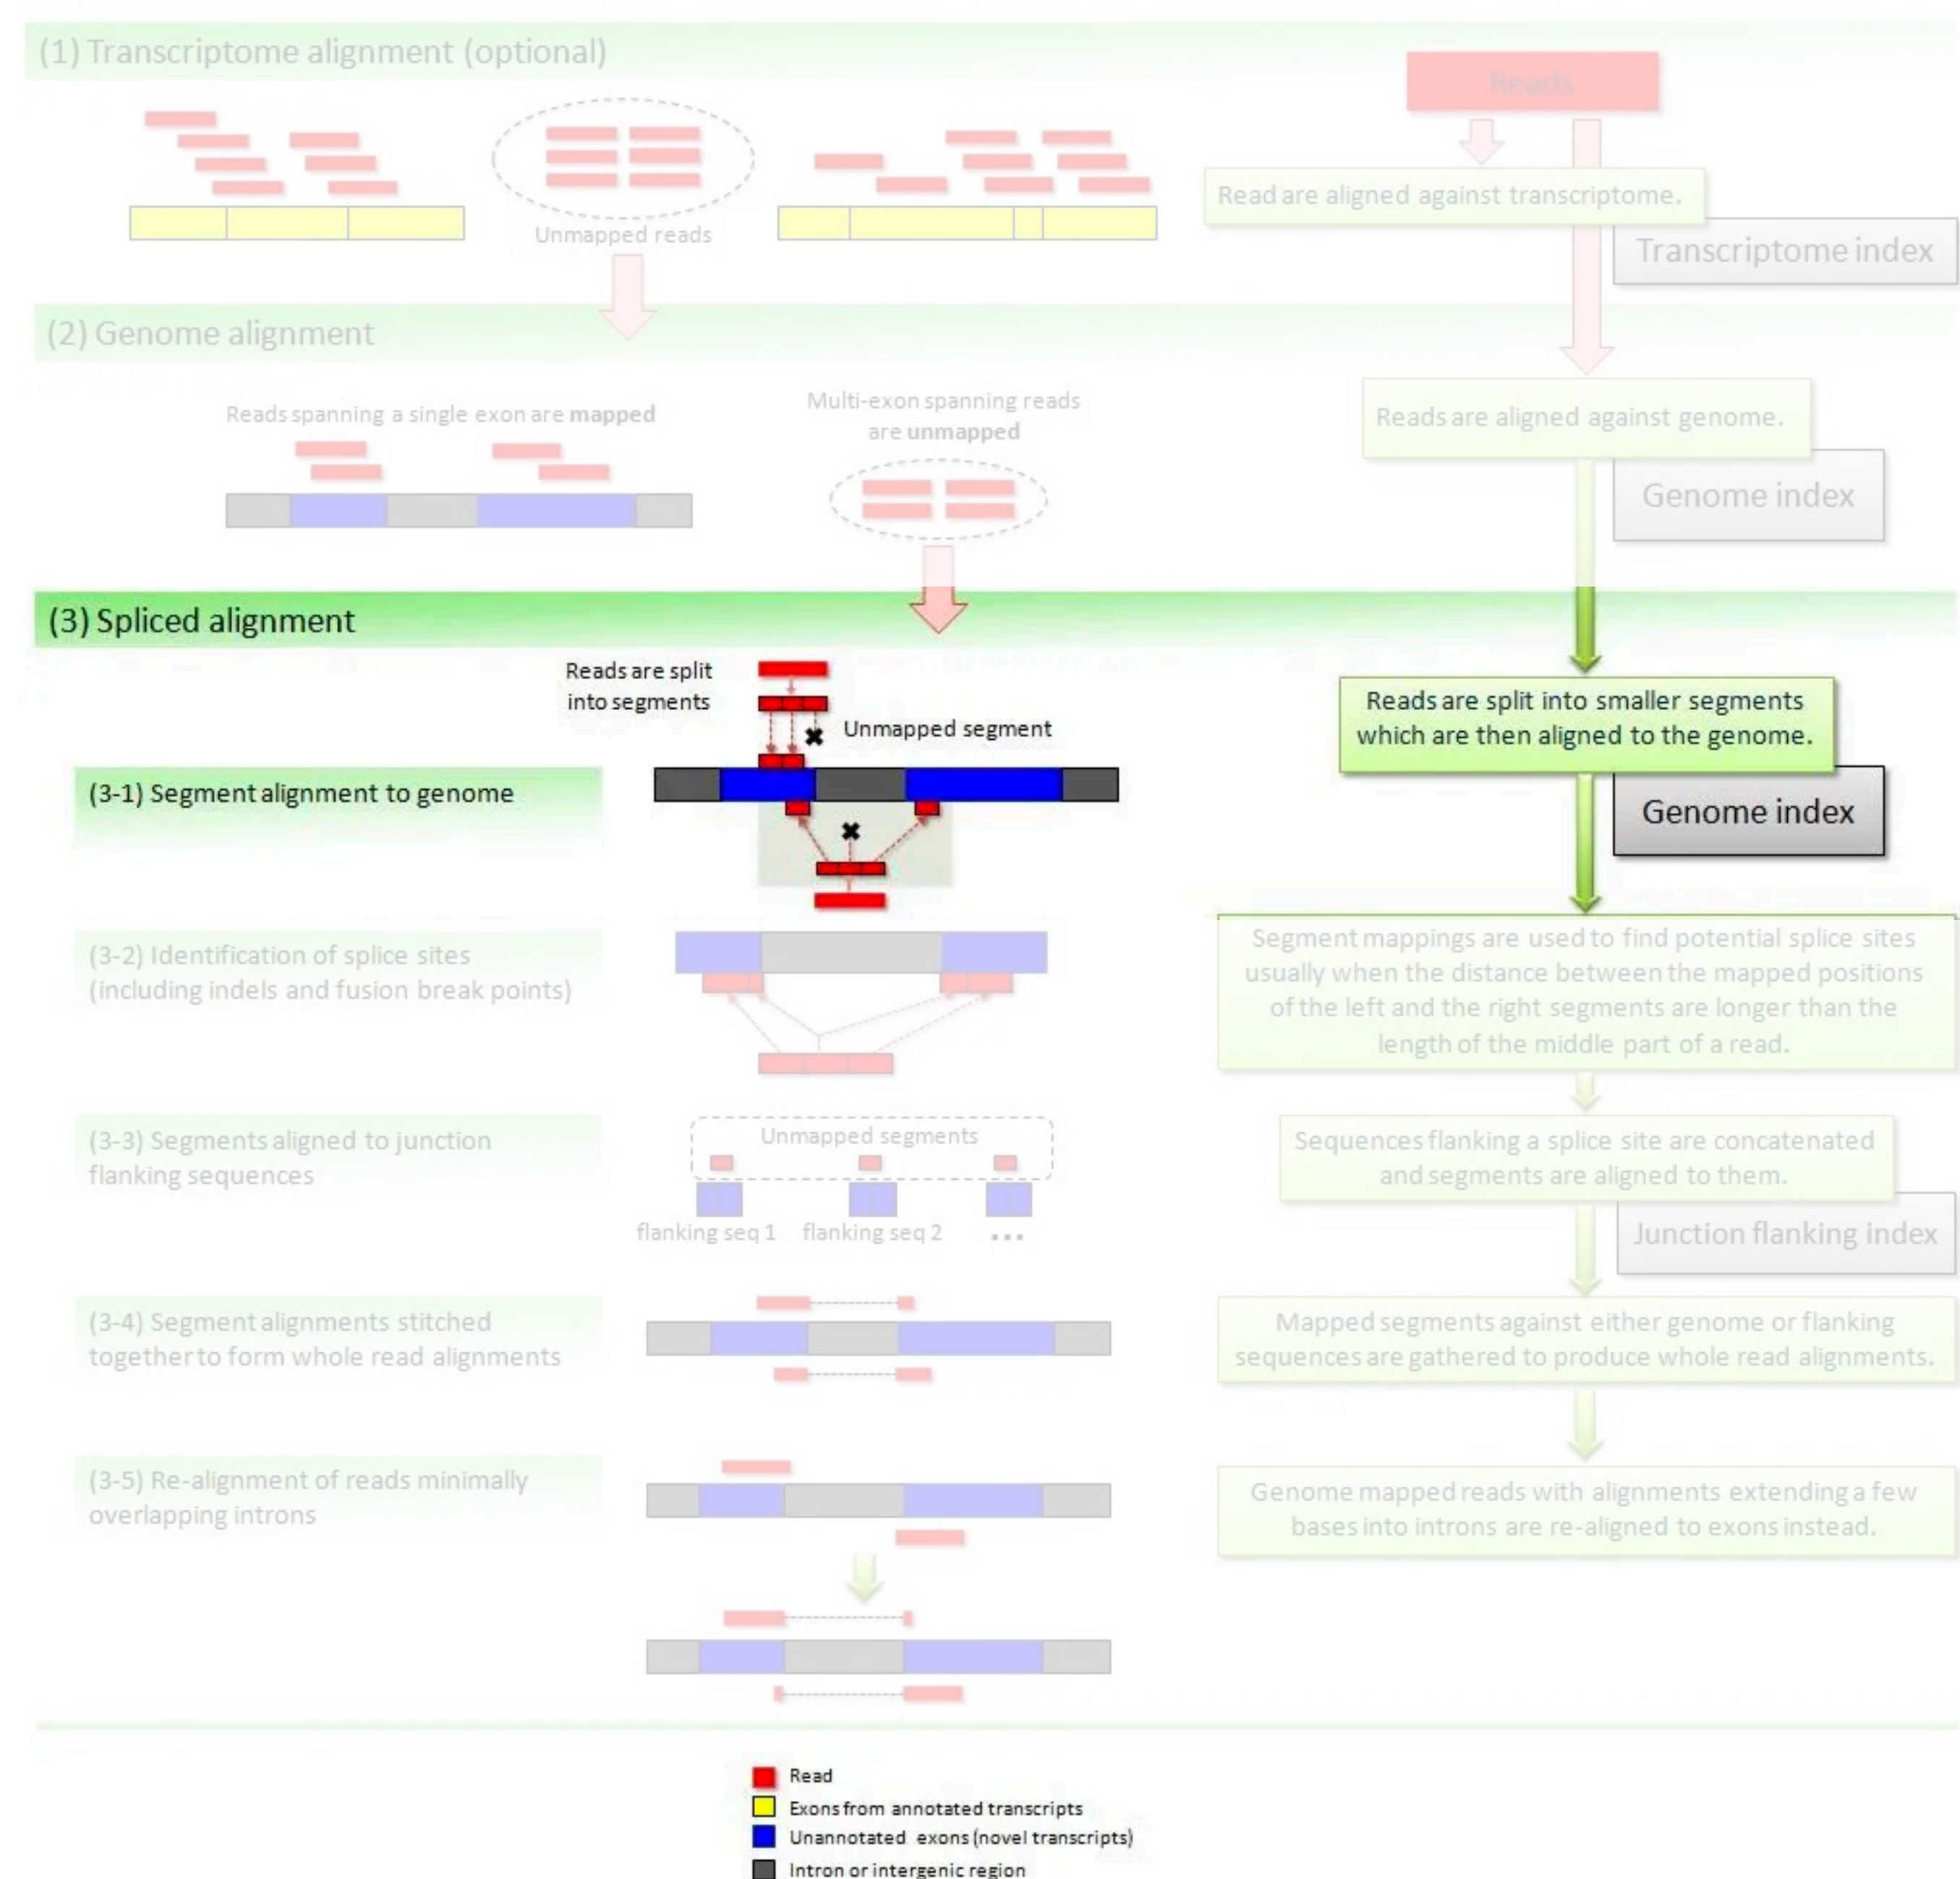 (1) Transcriptome alignment (optional)
Reads
Read are aligned against transcriptome.
Unmapped reads
Transcriptome index
(2) Genome alignment
Reads spanning a single exon are mapped
Multi-exon spanning reads
are unmapped
Reads are aligned against genome.
Genome index
(3) Spliced alignment
Reads are split
into segments
Unmapped segment
Reads are split into smaller segments
which are then aligned to the genome.
(3-1) Segment alignment to genome
Genome index
(3-2) Identification of splice sites
(including indels and fusion break points)
Segment mappings are used to find potential splice sites
usually when the distance between the mapped positions
of the left and the right segments are longer than the
length of the middle part of a read.
(3-3) Segments aligned to junction
flanking sequences
Unmapped segments
flanking seq 1 flanking seq 2 ...
Sequences flanking a splice site are concatenated
and segments are aligned to them.
Junction flanking index
(3-4) Segment alignments stitched
together to form whole read alignments
Mapped segments against either genome or flanking
sequences are gathered to produce whole read alignments.
(3-5) Re-alignment of reads minimally
overlapping introns
Genome mapped reads with alignments extending a few
bases into introns are re-aligned to exons instead.
Read
Exons from annotated transcripts
Unannotated exons (novel transcripts)
Intron or intergenic region